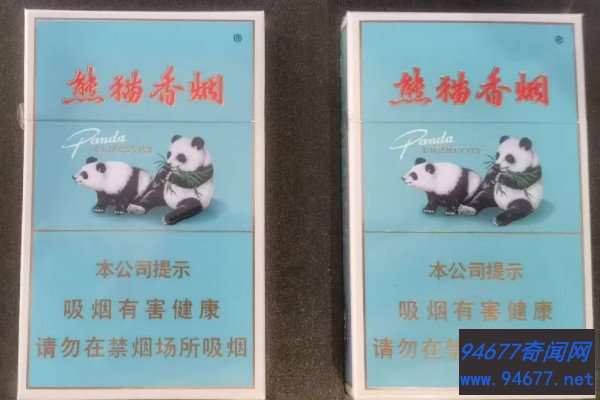 ®
熊猫香烟
Panda
CIGARETTES
本公司提示
吸烟有害健康
请勿在禁烟场所吸烟
®
熊猫香烟
Panda
CIGARETTES
本公司提示
吸烟有害健康
请勿在禁
94677奇闻网
www.94677.net